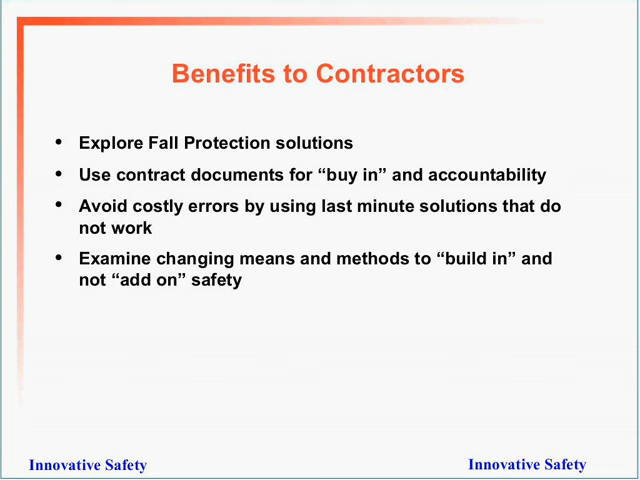 Benefits to Contractors
• Explore Fall Protection solutions
• Use contract documents for “buy in” and accountability
• Avoid costly errors by using last minute solutions that do
not work
• Examine changing means and methods to “build in” and
not “add on” safety
Innovative Safety
Innovative Safety